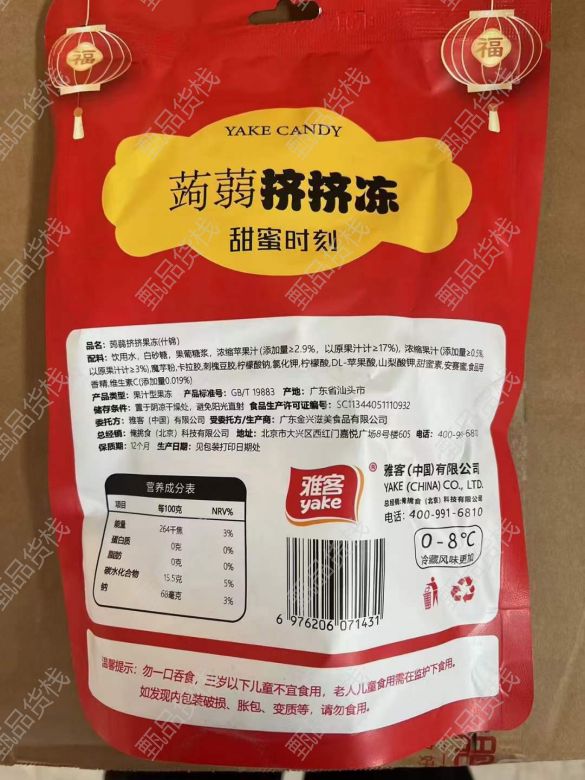 福
福
YAKE CANDY
蒟蒻挤挤冻
甜蜜时刻
品名：蒟蒻挤挤果冻(什锦)
配料：饮用水，白砂糖，果葡糖浆，浓缩苹果汁(添加量≥2.9%，以原果汁计≥17%)，浓缩果汁(添加量≥0.5%，
以原果汁计≥3%),魔芋粉,卡拉胶,刺槐豆胶,柠檬酸钠,氯化钾,柠檬酸,DL-苹果酸,山梨酸钾,甜蜜素,安赛蜜,食品用
香精,维生素C(添加量0.019%)
产品类型：果汁型果冻 产品标准号：GB/T 19883 产地：广东省汕头市
储存条件：置于阴凉干燥处，避免阳光直射 食品生产许可证编号：SC11344051110932
委托方：雅客（中国）有限公司 受委托方/生产商：广东金兴滋美食品有限公司
总经销：俺掼食（北京）科技有限公司 地址：北京市大兴区西红门嘉悦广场8号楼605 电话：400-991-6810
保质期：12个月 生产日期：见包装打印日期处
营养成分表
项目 每100克 NRV%
能量 264千焦 3%
蛋白质 0克 0%
脂肪 0克 0%
碳水化合物 15.5克 5%
钠 68毫克 3%
雅客
yake
®
雅客(中国)有限公司
YAKE (CHINA) CO., LTD.
总经销:俺掼食（北京）科技有限公司
电话：400-991-6810
0-8℃
冷藏风味更加
6 976206 071431
温馨提示：勿一口吞食，三岁以下儿童不宜食用，老人儿童食用需在监护下食用。
如发现内包装破损、胀包、变质等，请勿食用。
甄品货栈